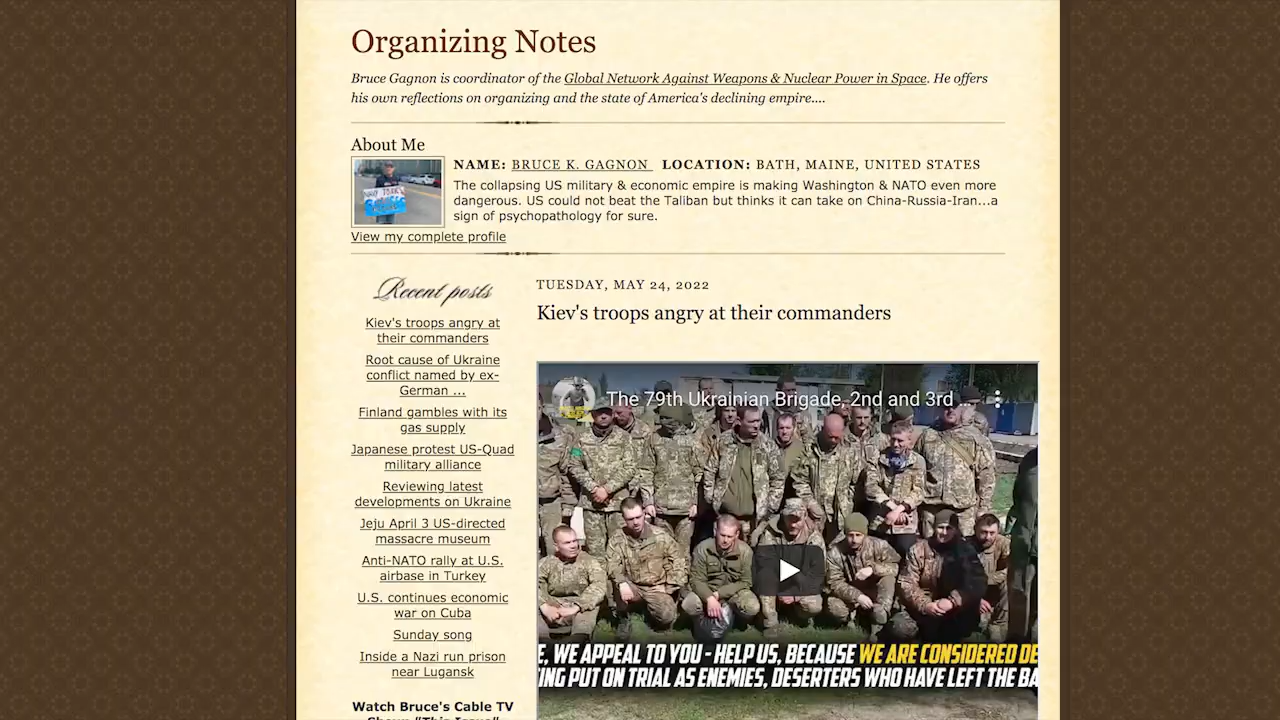 Organizing Notes
Bruce Gagnon is coordinator of the Global Network Against Weapons & Nuclear Power in Space. He offers
his own reflections on organizing and the state of America's declining empire....
About Me
NAME: BRUCE K. GAGNON LOCATION: BATH, MAINE, UNITED STATES
The collapsing US military & economic empire is making Washington & NATO even more
dangerous. US could not beat the Taliban but thinks it can take on China-Russia-Iran...a
sign of psychopathology for sure.
View my complete profile
Recent posts
Kiev's troops angry at
their commanders
Root cause of Ukraine
conflict named by ex-
German ...
Finland gambles with its
gas supply
Japanese protest US-Quad
military alliance
Reviewing latest
developments on Ukraine
Jeju April 3 US-directed
massacre museum
Anti-NATO rally at U.S.
airbase in Turkey
U.S. continues economic
war on Cuba
Sunday song
Inside a Nazi run prison
near Lugansk
Watch Bruce's Cable TV
Show: "This Issue"
TUESDAY, MAY 24, 2022
Kiev's troops angry at their commanders
The 79th Ukrainian Brigade, 2nd and 3rd ...
E, WE APPEAL TO YOU - HELP US, BECAUSE WE ARE CONSIDERED DE
ING PUT ON TRIAL AS ENEMIES, DESERTERS WHO HAVE LEFT THE BA